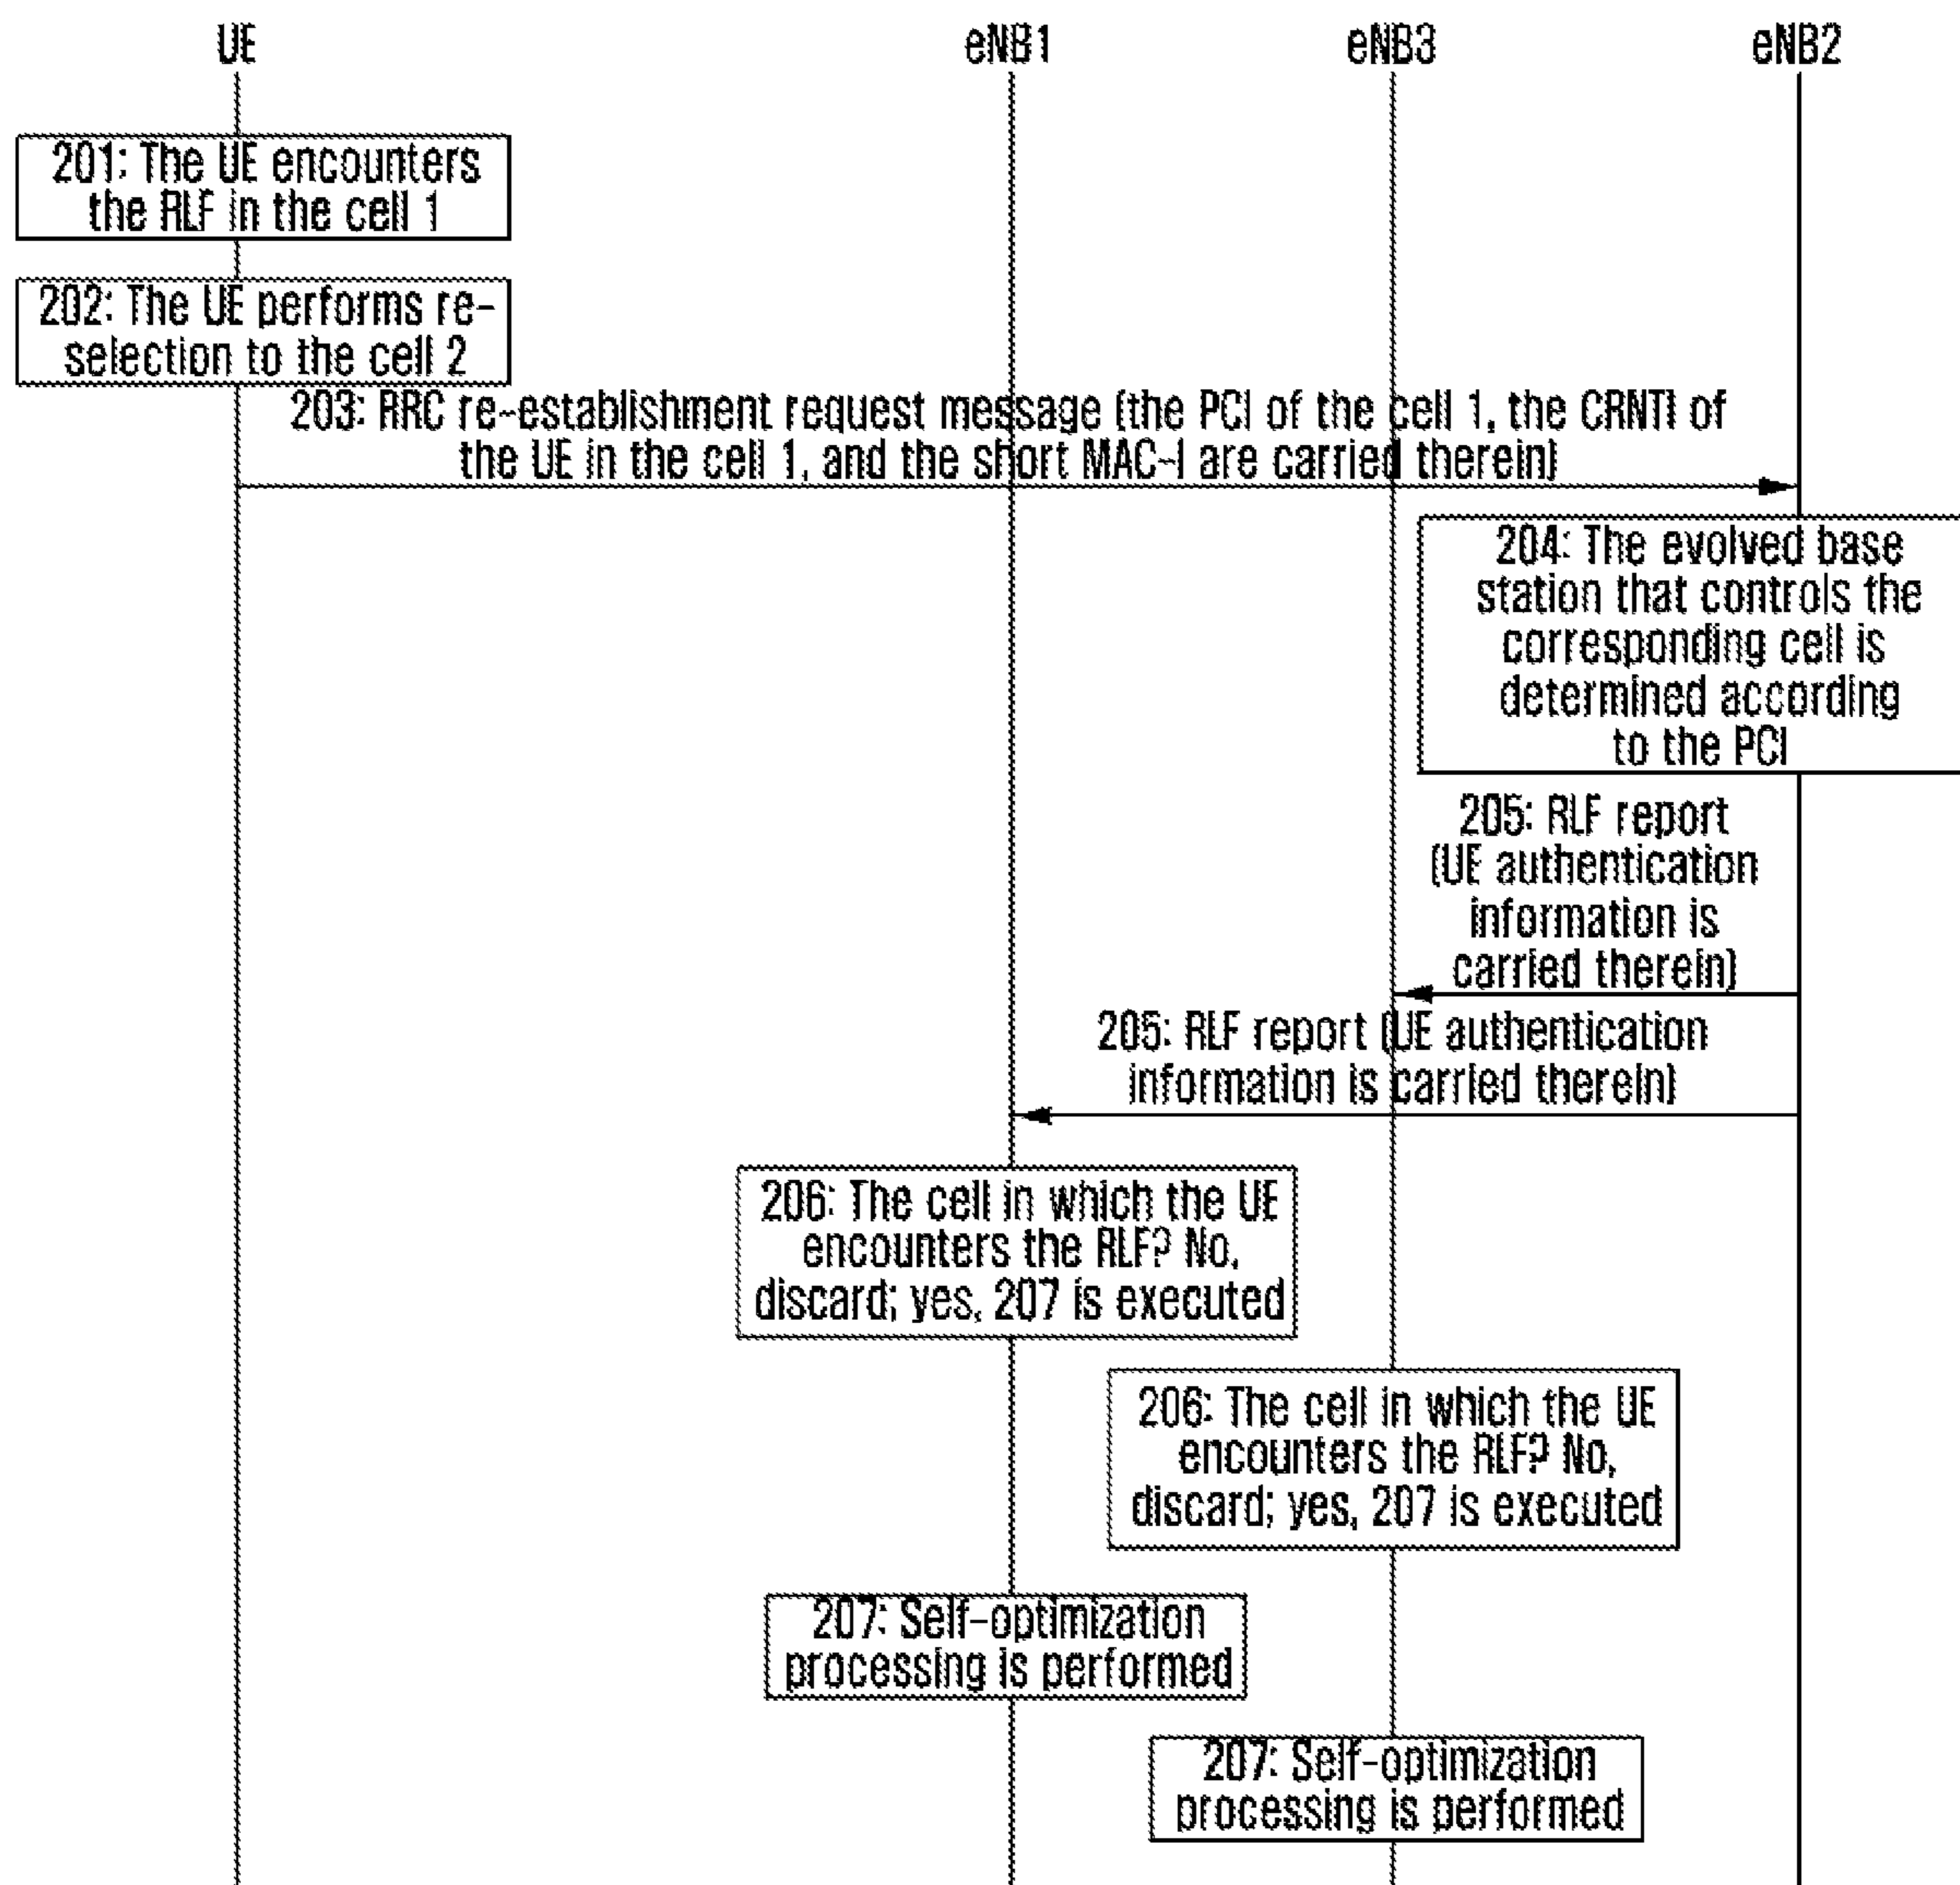 UE eNB1 eNB3 eNB2
201: The UE encounters
the RLF in the cell 1
202: The UE performs re-
selection to the cell 2
203: RRC re-establishment request message (the PCI of the cell 1, the CRNTI of
the UE in the cell 1, and the short MAC-I are carried therein)
204: The evolved base
station that controls the
corresponding cell is
determined according
to the PCI
205: RLF report
(UE authentication
information is
carried therein)
205: RLF report (UE authentication
information is carried therein)
206: The cell in which the UE
encounters the RLF? No,
discard; yes, 207 is executed
206: The cell in which the UE
encounters the RLF? No,
discard; yes, 207 is executed
207: Self-optimization
processing is performed
207: Self-optimization
processing is performed